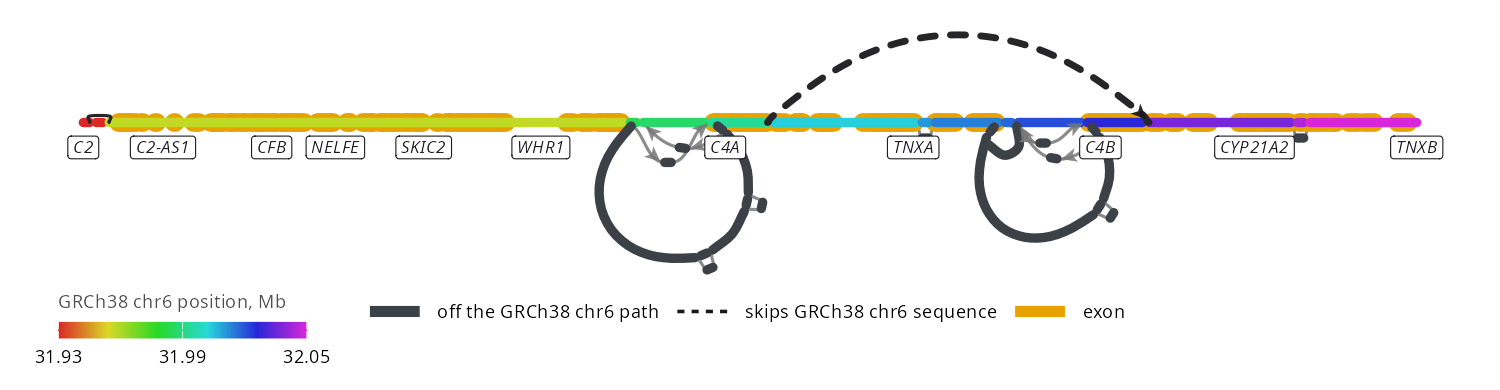 C2 C2-AS1 CFB NELFE SKIC2 WHR1 C4A TNXA C4B CYP21A2 TNXB
GRCh38 chr6 position, Mb
off the GRCh38 chr6 path skips GRCh38 chr6 sequence exon
31.93 31.99 32.05